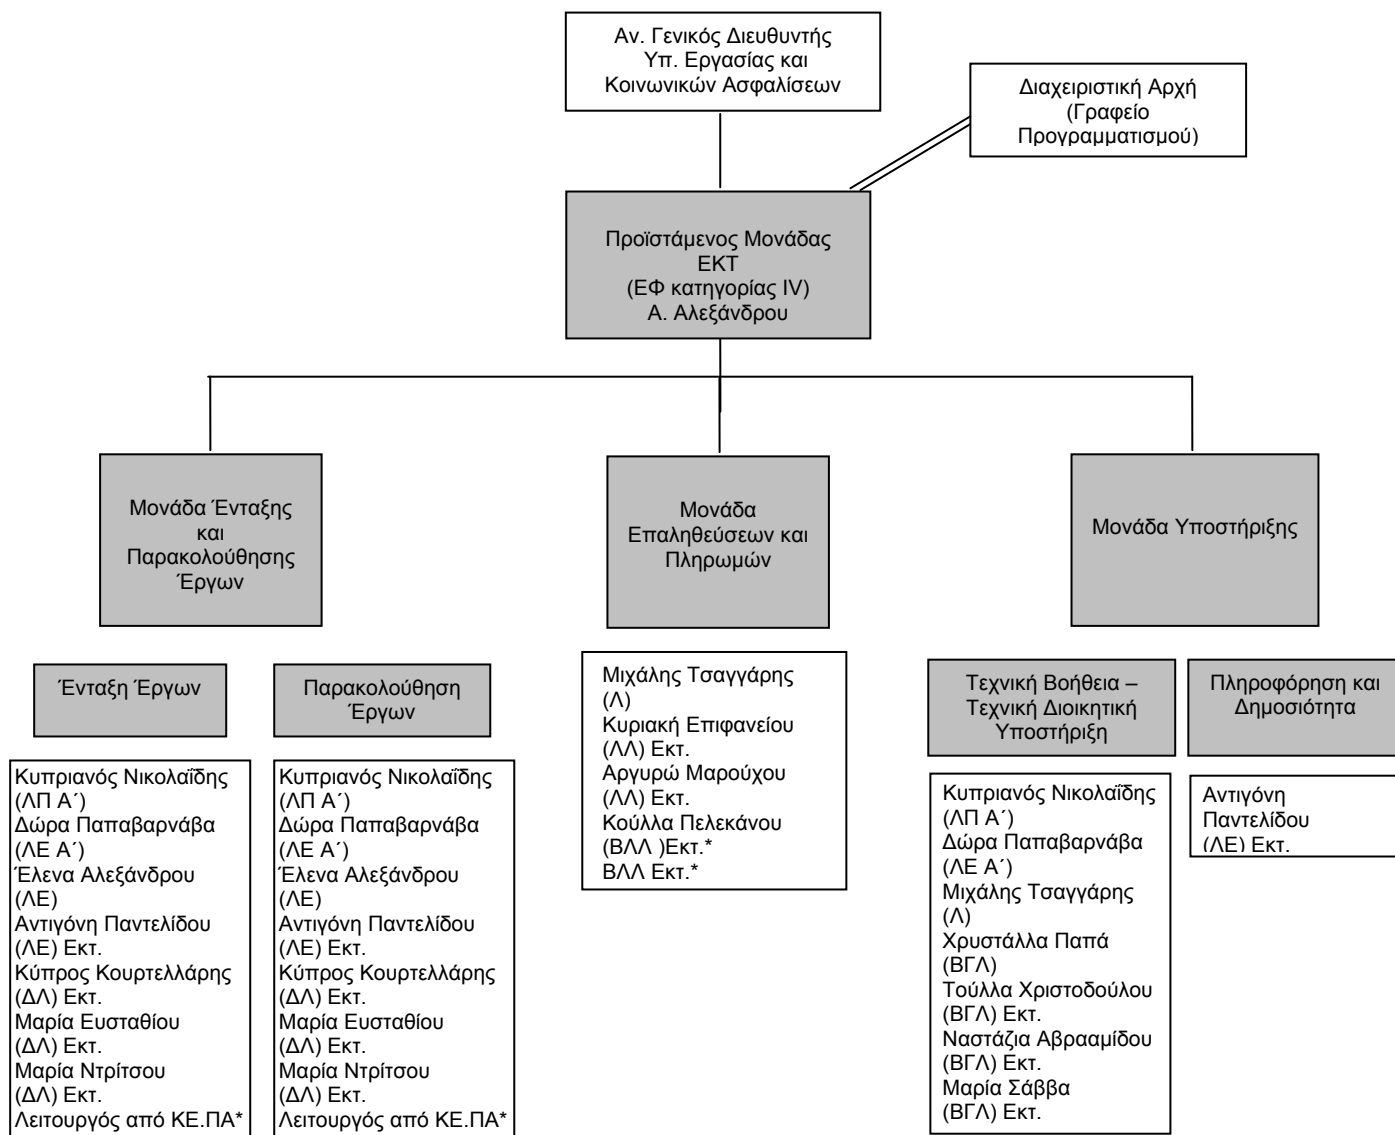 Αν. Γενικός Διευθυντής
Υπ. Εργασίας και
Κοινωνικών Ασφαλίσεων
Διαχειριστική Αρχή
(Γραφείο
Προγραμματισμού)
Προϊστάμενος Μονάδας
ΕΚΤ
(ΕΦ κατηγορίας IV)
Α. Αλεξάνδρου
Μονάδα Ένταξης
και
Παρακολούθησης
Έργων
Μονάδα
Επαληθεύσεων και
Πληρωμών
Μονάδα Υποστήριξης
Ένταξη Έργων
Παρακολούθηση
Έργων
Τεχνική Βοήθεια –
Τεχνική Διοικητική
Υποστήριξη
Πληροφόρηση και
Δημοσιότητα
Κυπριανός Νικολαΐδης
(ΛΠ Α΄)
Δώρα Παπαβαρνάβα
(ΛΕ Α΄)
Έλενα Αλεξάνδρου
(ΛΕ)
Αντιγόνη Παντελίδου
(ΛΕ) Εκτ.
Κύπρος Κουρτελλάρης
(ΔΛ) Εκτ.
Μαρία Ευσταθίου
(ΔΛ) Εκτ.
Μαρία Ντρίτσου
(ΔΛ) Εκτ.
Λειτουργός από ΚΕ.ΠΑ*
Κυπριανός Νικολαΐδης
(ΛΠ Α΄)
Δώρα Παπαβαρνάβα
(ΛΕ Α΄)
Έλενα Αλεξάνδρου
(ΛΕ)
Αντιγόνη Παντελίδου
(ΛΕ) Εκτ.
Κύπρος Κουρτελλάρης
(ΔΛ) Εκτ.
Μαρία Ευσταθίου
(ΔΛ) Εκτ.
Μαρία Ντρίτσου
(ΔΛ) Εκτ.
Λειτουργός από ΚΕ.ΠΑ*
Μιχάλης Τσαγγάρης
(Λ)
Κυριακή Επιφανείου
(ΛΛ) Εκτ.
Αργυρώ Μαρούχου
(ΛΛ) Εκτ.
Κούλλα Πελεκάνου
(ΒΛΛ )Εκτ.*
ΒΛΛ Εκτ.*
Κυπριανός Νικολαΐδης
(ΛΠ Α΄)
Δώρα Παπαβαρνάβα
(ΛΕ Α΄)
Μιχάλης Τσαγγάρης
(Λ)
Χρυστάλλα Παπά
(ΒΓΛ)
Τούλλα Χριστοδούλου
(ΒΓΛ) Εκτ.
Ναστάζια Αβρααμίδου
(ΒΓΛ) Εκτ.
Μαρία Σάββα
(ΒΓΛ) Εκτ.
Αντιγόνη
Παντελίδου
(ΛΕ) Εκτ.